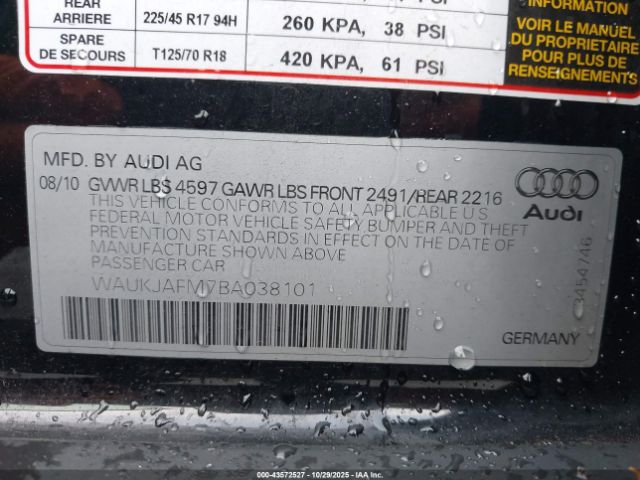 REAR
ARRIERE 225/45 R17 94H 260 KPA, 38 PSI
SPARE
DE SECOURS T125/70 R18 420 KPA, 61 PSI
INFORMATION
VOIR LE MANUEL
DU PROPRIETAIRE
POUR PLUS DE
RENSEIGNEMENTS
MFD. BY AUDI AG
08/10 GVWR LBS 4597 GAWR LBS FRONT 2491/REAR 2216
THIS VEHICLE CONFORMS TO ALL APPLICABLE U S
FEDERAL MOTOR VEHICLE SAFETY BUMPER AND THEFT
PREVENTION STANDARDS IN EFFECT ON THE DATE OF
MANUFACTURE SHOWN ABOVE
PASSENGER CAR
WAUKJAFM7BA038101
Audi
3454746
GERMANY
000-43572527 - 10/29/2025 - IAAI.com